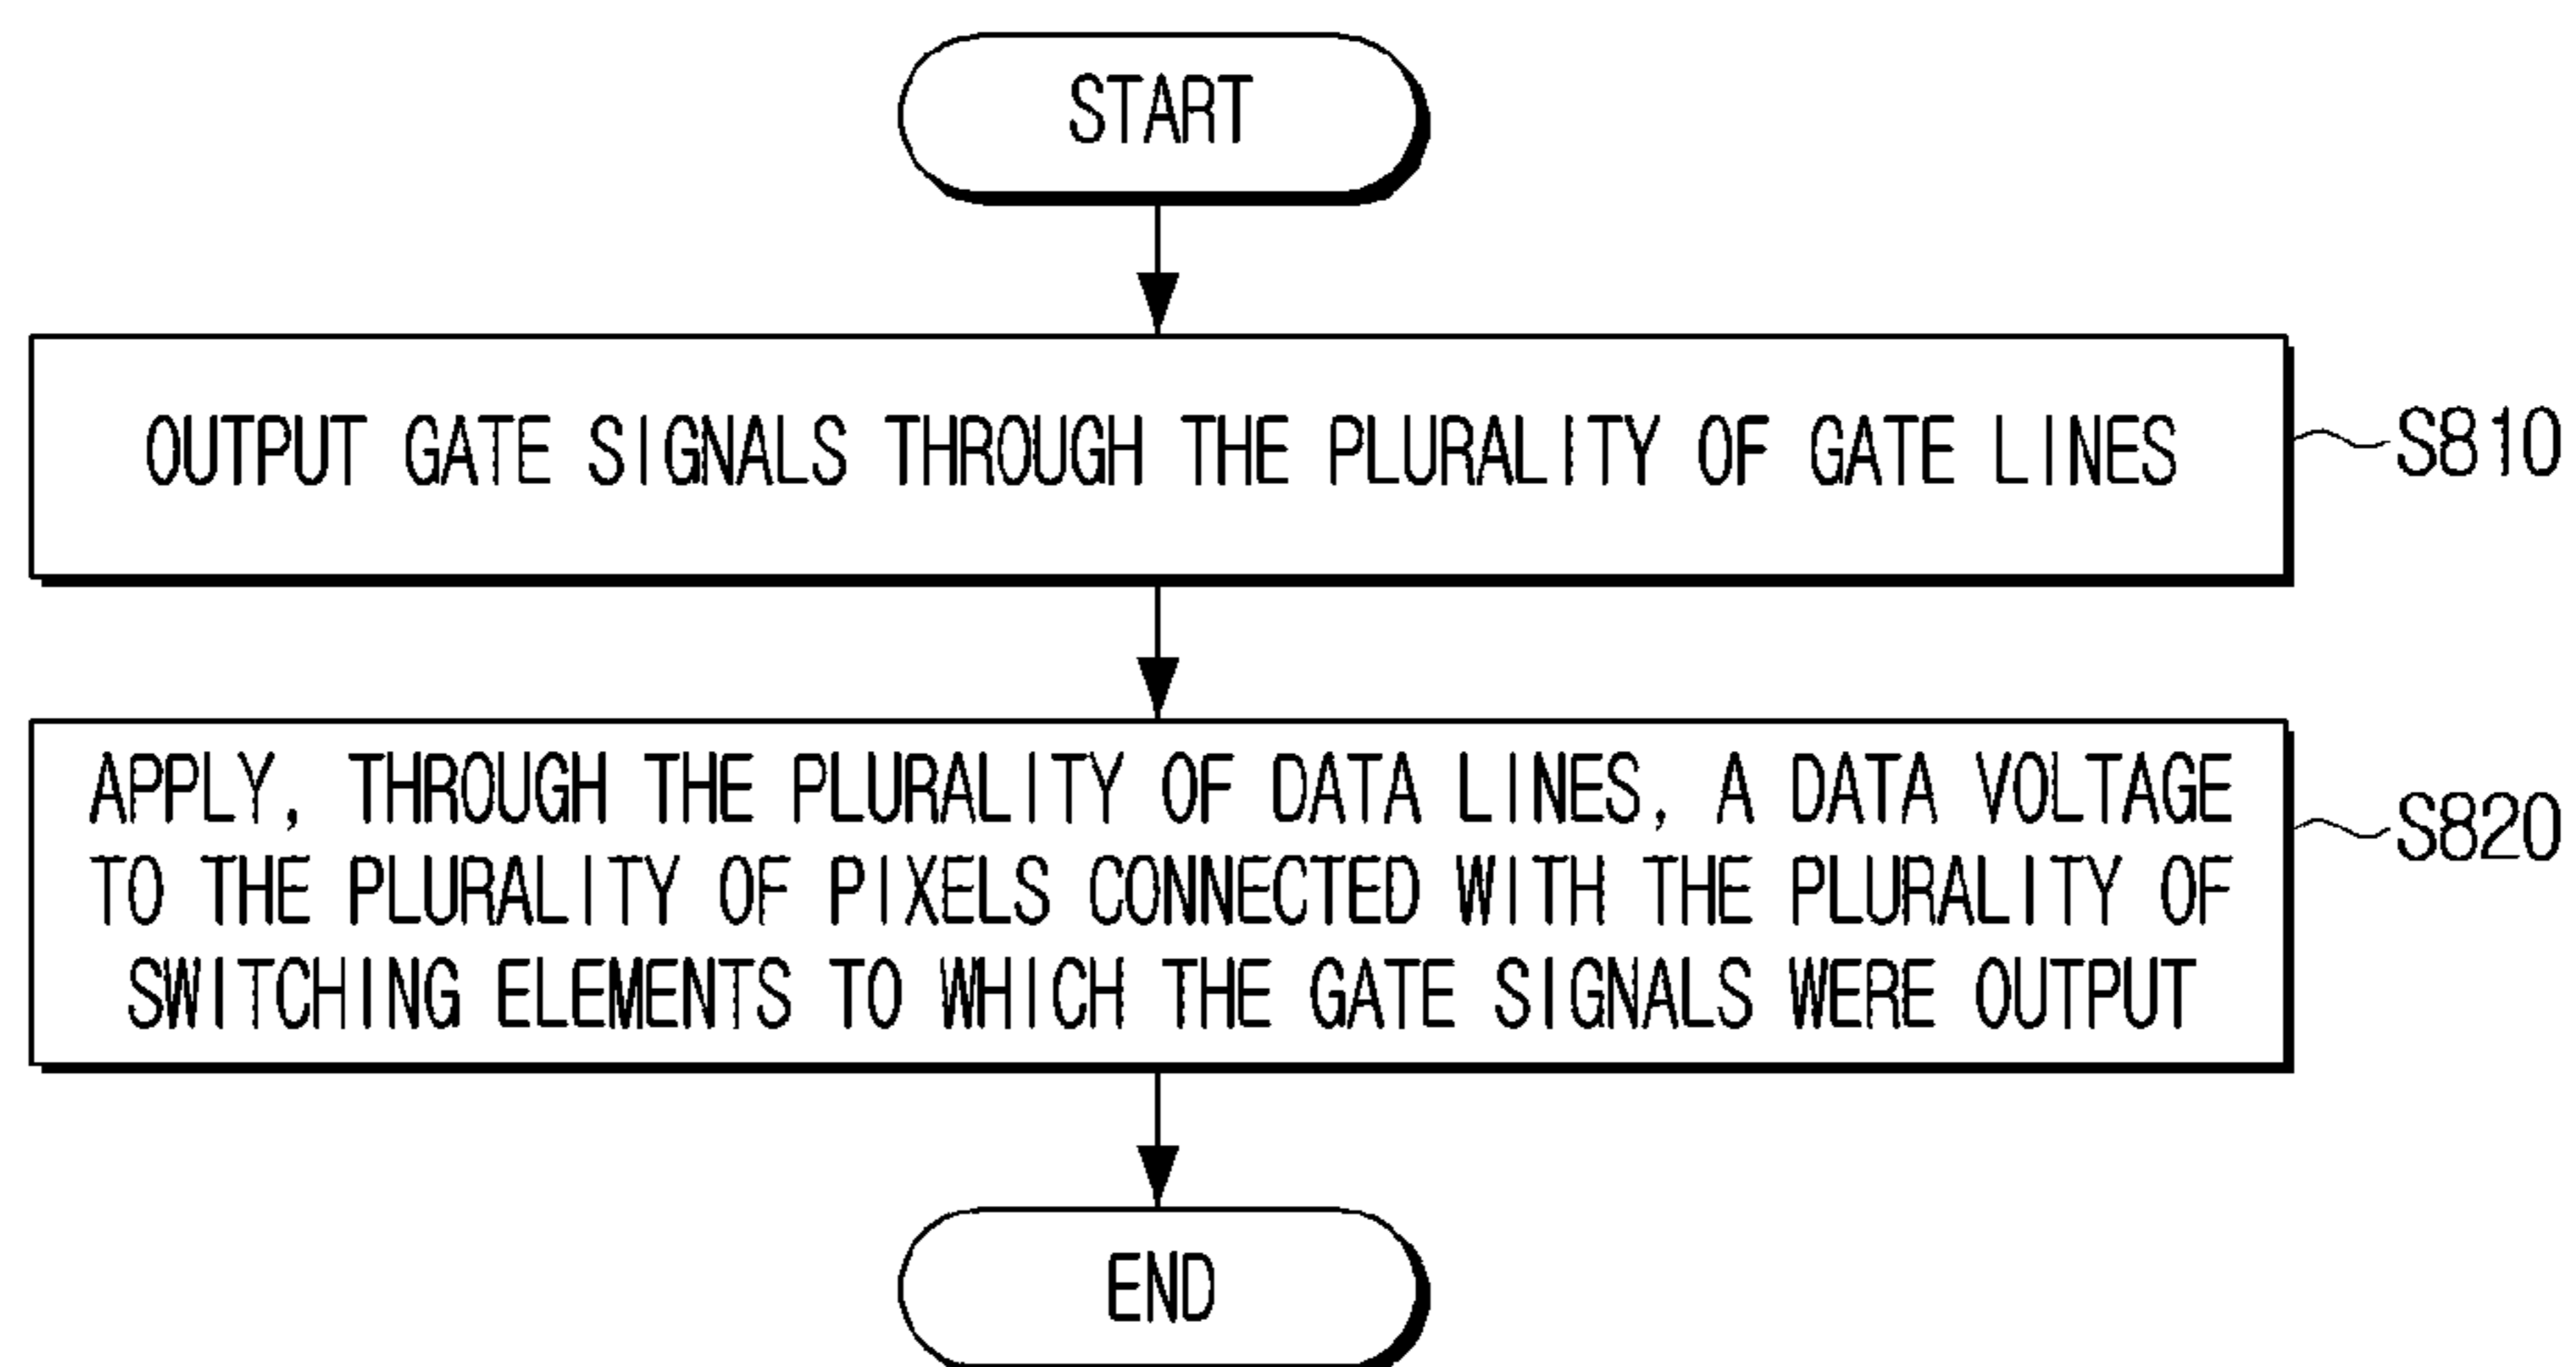 START
OUTPUT GATE SIGNALS THROUGH THE PLURALITY OF GATE LINES
S810
APPLY, THROUGH THE PLURALITY OF DATA LINES, A DATA VOLTAGE
TO THE PLURALITY OF PIXELS CONNECTED WITH THE PLURALITY OF
SWITCHING ELEMENTS TO WHICH THE GATE SIGNALS WERE OUTPUT
S820
END